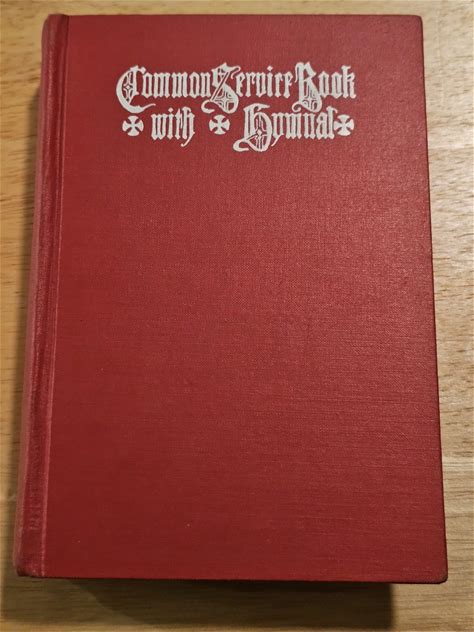 Common Service Book
✠ with ✠ Hymnal ✠